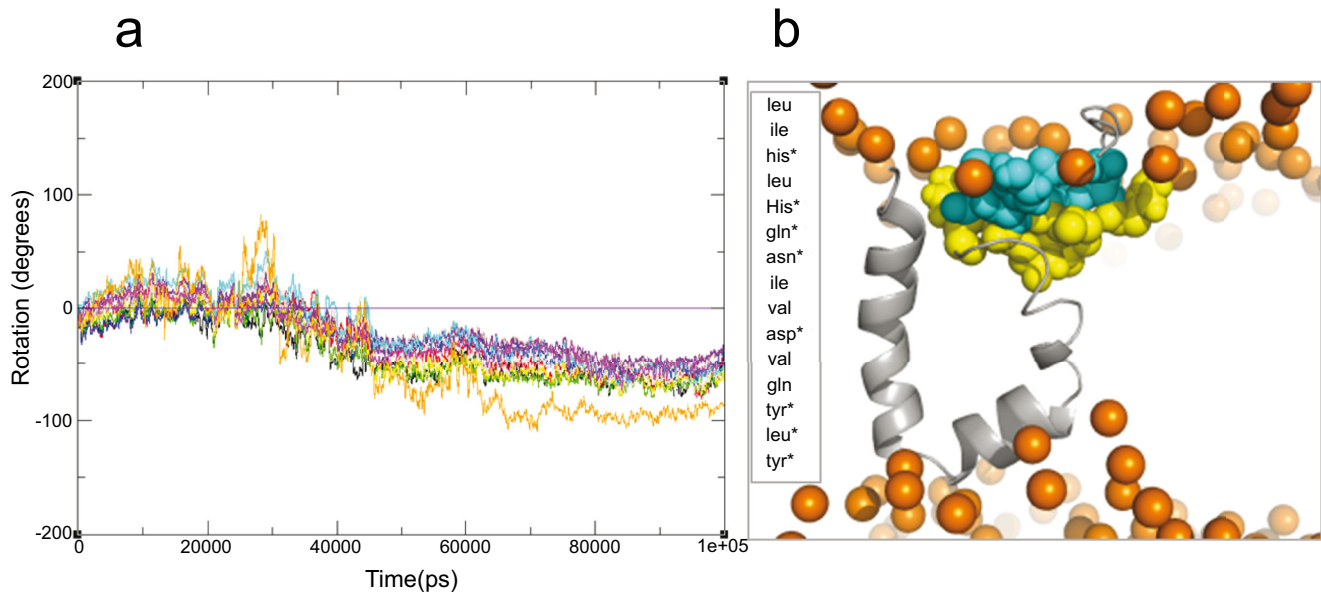 a
b
200
100
0
-100
-200
Rotation (degrees)
0
20000
40000
60000
80000
1e+05
Time(ps)
leu
ile
his*
leu
His*
gln*
asn*
ile
val
asp*
val
gln
tyr*
leu*
tyr*